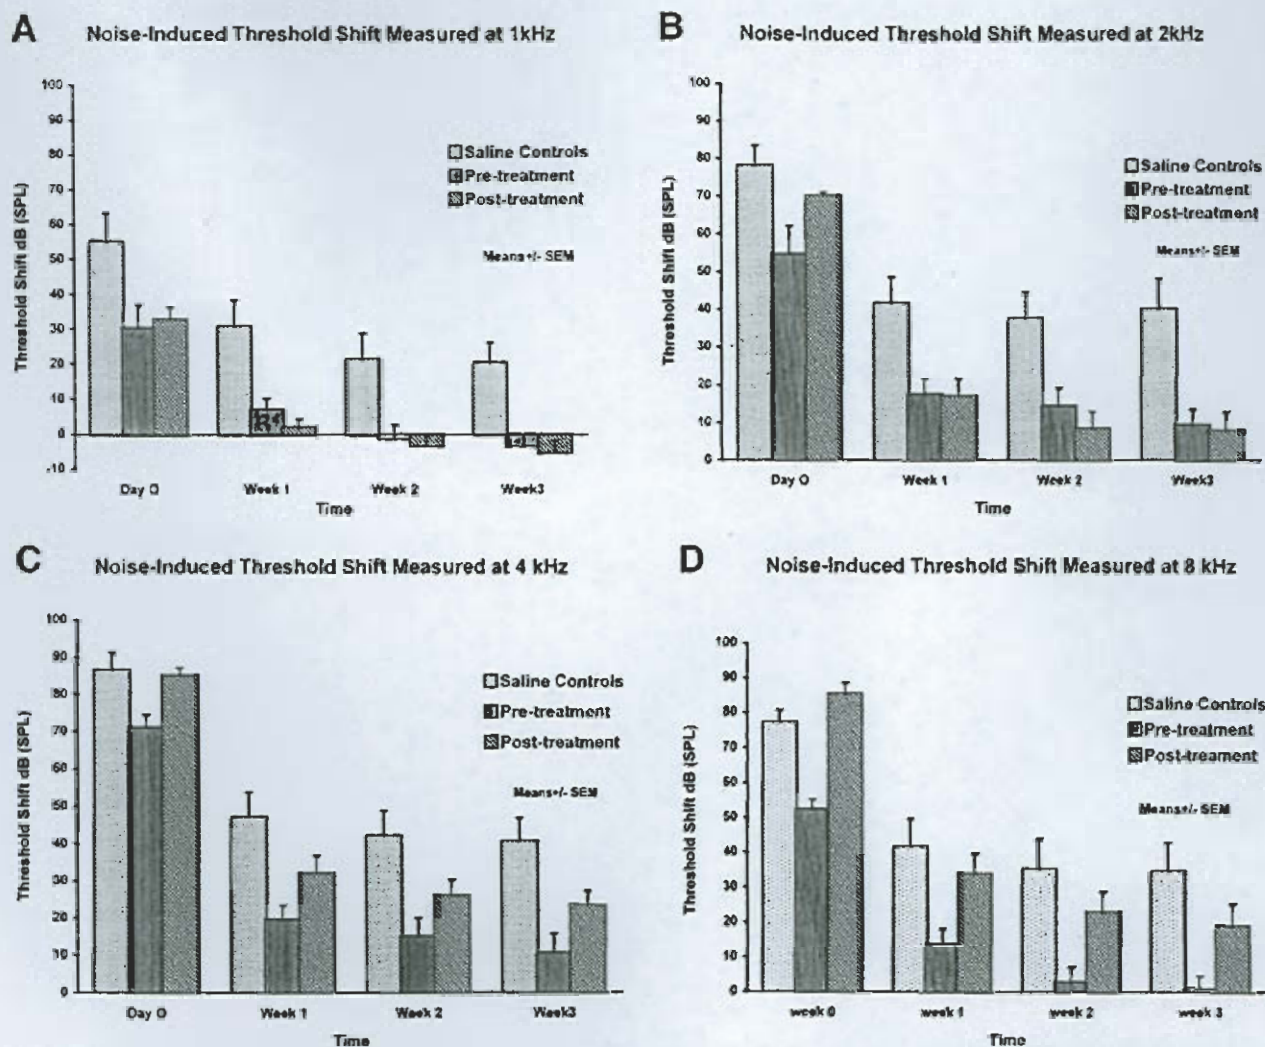 A
Noise-Induced Threshold Shift Measured at 1kHz
100
90
80
70
60
50
40
30
20
10
0
-10
Threshold Shift dB (SPL)
Saline Controls
Pre-treatment
Post-treatment
Means+/- SEM
Day 0
Week 1
Week 2
Week3
Time
B
Noise-Induced Threshold Shift Measured at 2kHz
100
90
80
70
60
50
40
30
20
10
0
Threshold Shift dB (SPL)
Saline Controls
Pre-treatment
Post-treatment
Means+/- SEM
Day 0
Week 1
Week 2
Week3
Time
C
Noise-Induced Threshold Shift Measured at 4 kHz
100
90
80
70
60
50
40
30
20
10
0
Threshold Shift dB (SPL)
Saline Controls
Pre-treatment
Post-treatment
Means+/- SEM
Day 0
Week 1
Week 2
Week3
Time
D
Noise-Induced Threshold Shift Measured at 8 kHz
100
90
80
70
60
50
40
30
20
10
0
Threshold Shift dB (SPL)
Saline Controls
Pre-treatment
Post-treament
Means+/- SEM
week 0
week 1
week 2
week 3
Time